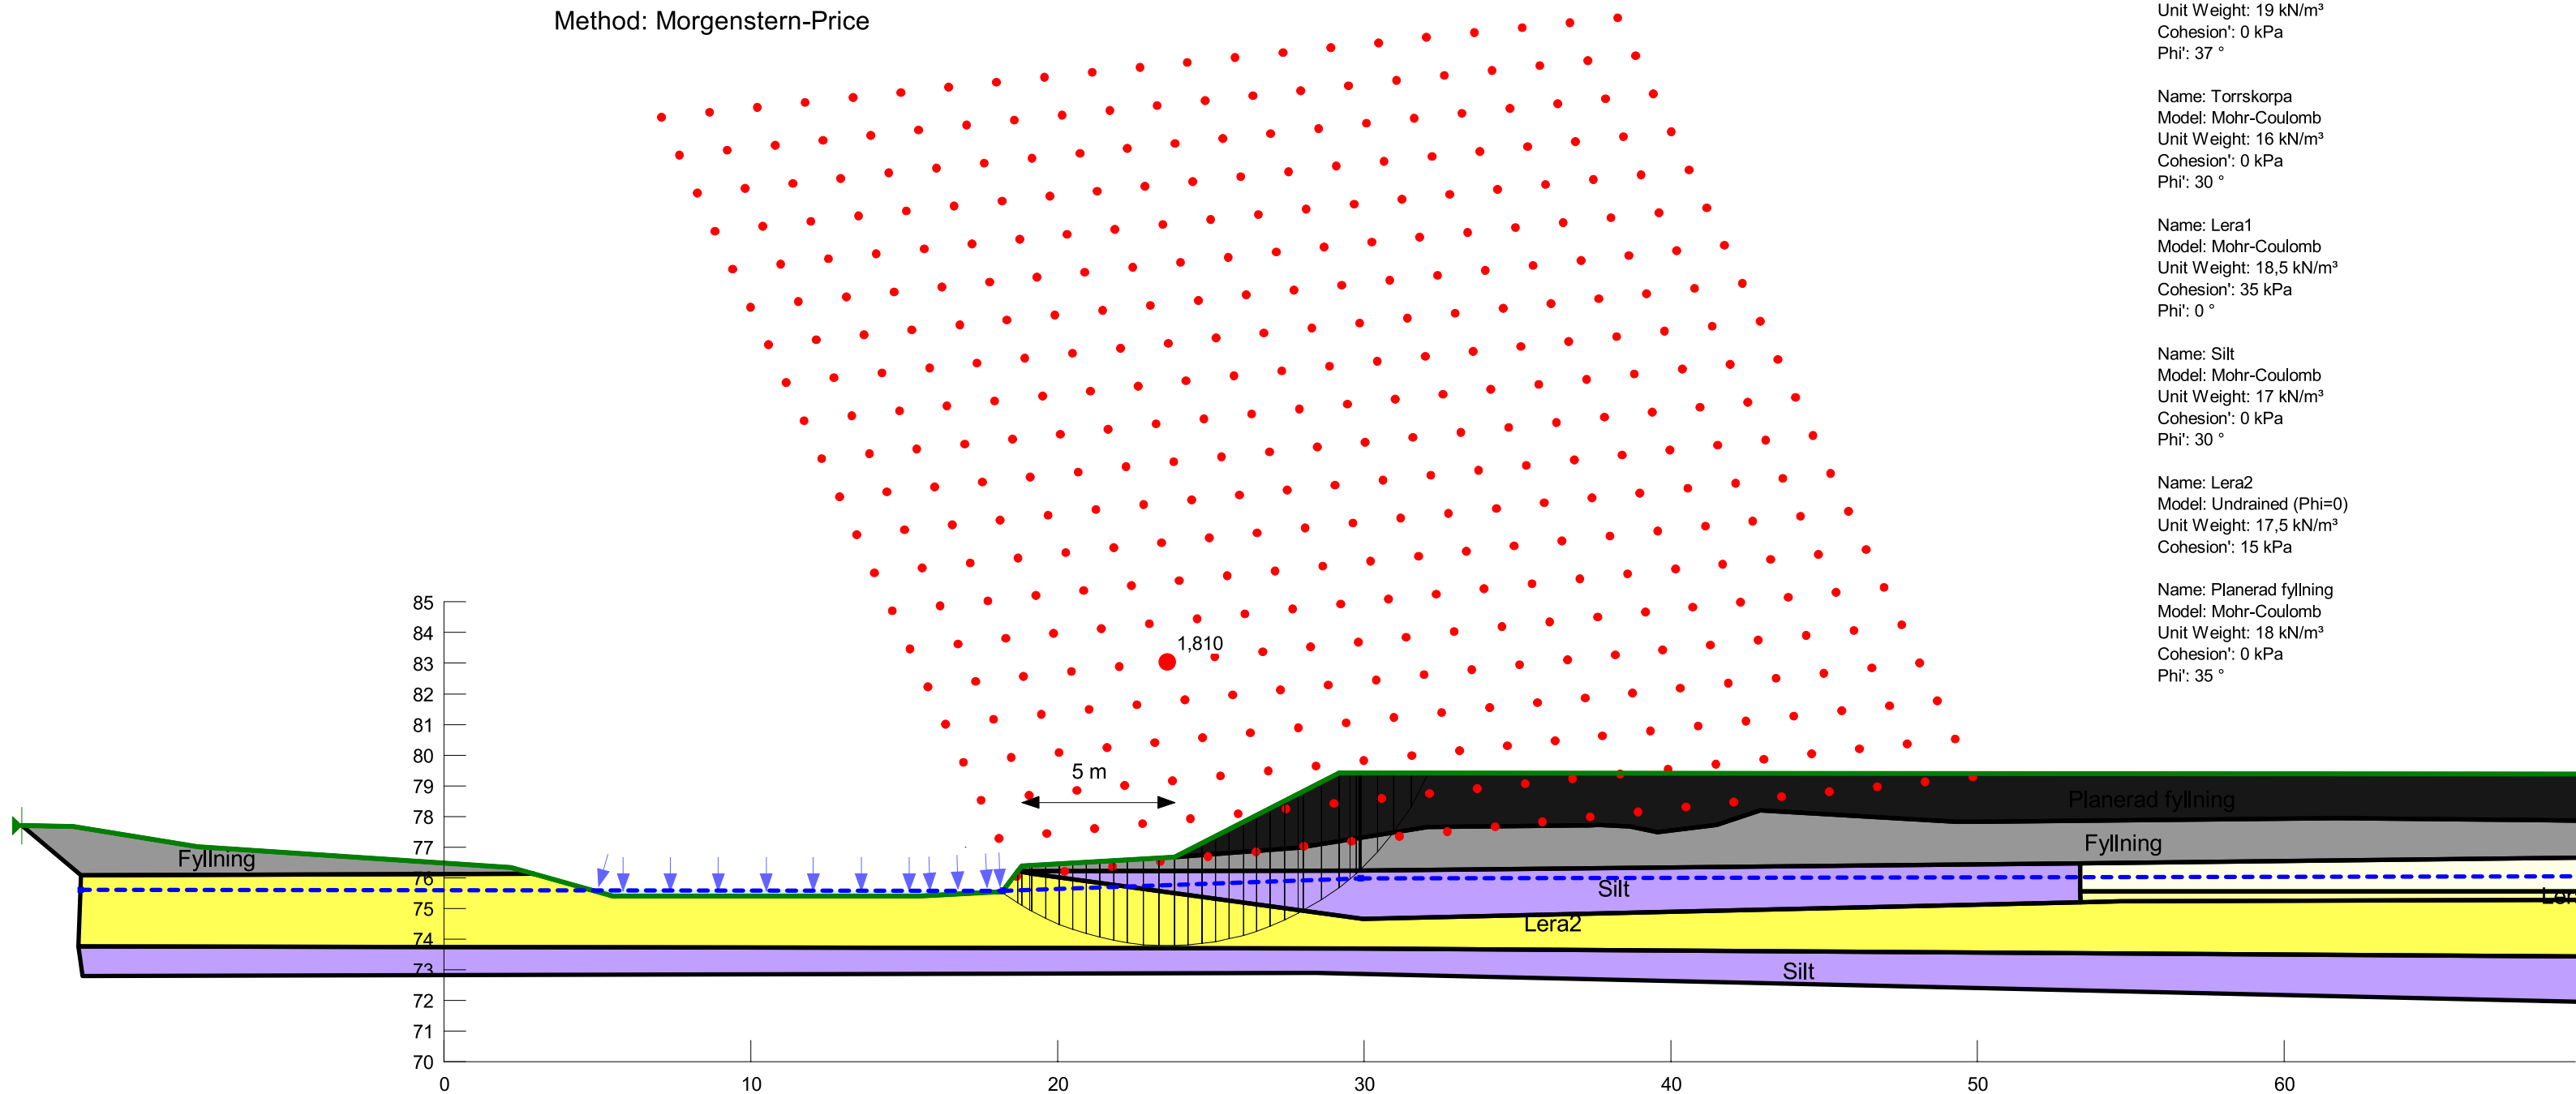 Method: Morgenstern-Price
Unit Weight: 19 kN/m³
Cohesion': 0 kPa
Phi': 37 °
Name: Torrskorpa
Model: Mohr-Coulomb
Unit Weight: 16 kN/m³
Cohesion': 0 kPa
Phi': 30 °
Name: Lera1
Model: Mohr-Coulomb
Unit Weight: 18,5 kN/m³
Cohesion': 35 kPa
Phi': 0 °
Name: Silt
Model: Mohr-Coulomb
Unit Weight: 17 kN/m³
Cohesion': 0 kPa
Phi': 30 °
Name: Lera2
Model: Undrained (Phi=0)
Unit Weight: 17,5 kN/m³
Cohesion': 15 kPa
Name: Planerad fyllning
Model: Mohr-Coulomb
Unit Weight: 18 kN/m³
Cohesion': 0 kPa
Phi': 35 °
1,810
5 m
85
84
83
82
81
80
79
78
77
76
75
74
73
72
71
70
Planerad fyllning
Fyllning
Fyllning
Silt
Lera2
Silt
0
10
20
30
40
50
60